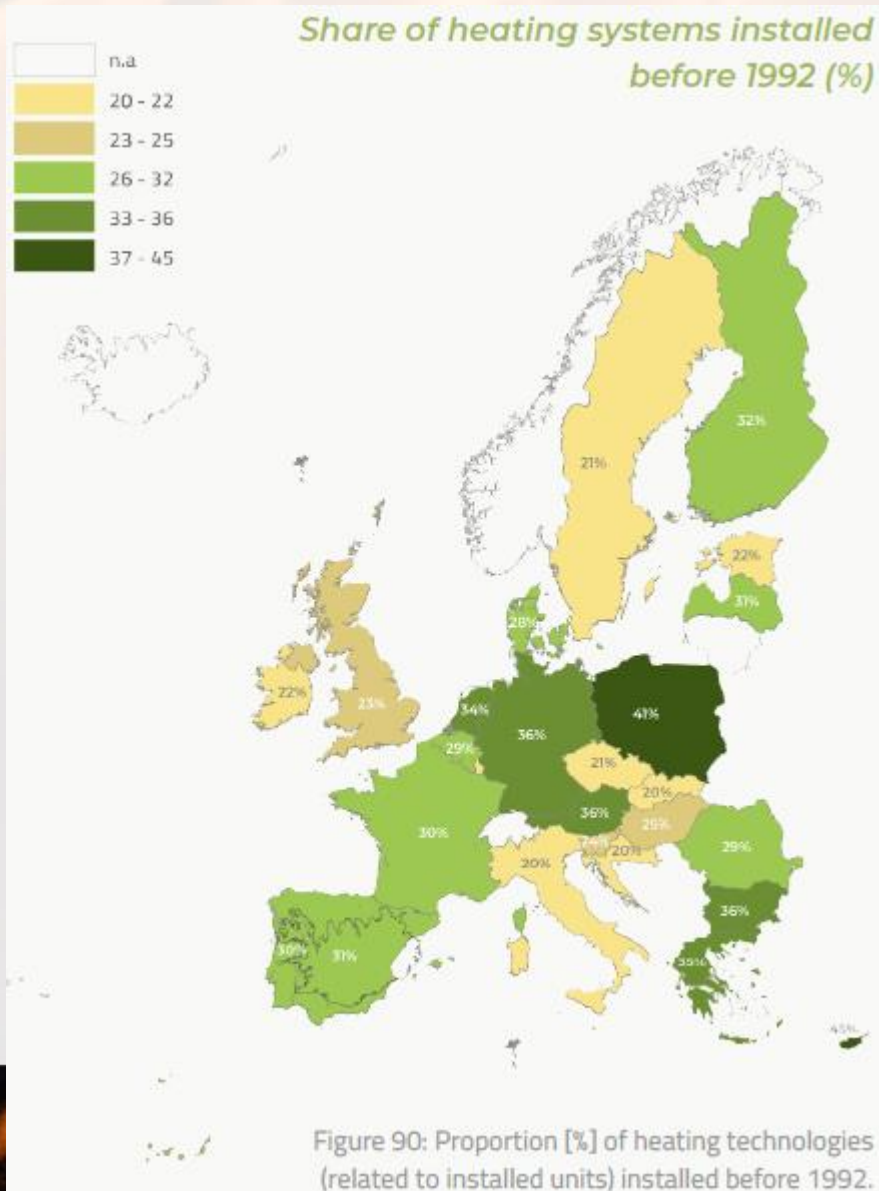 Share of heating systems installed
before 1992 (%)
n.a
20 - 22
23 - 25
26 - 32
33 - 36
37 - 45
32%
21%
22%
31%
28%
22%
23%
34%
41%
36%
29%
21%
20%
36%
30%
20%
20%
29%
36%
30%
31%
35%
45%
Figure 90: Proportion [%] of heating technologies
(related to installed units) installed before 1992.